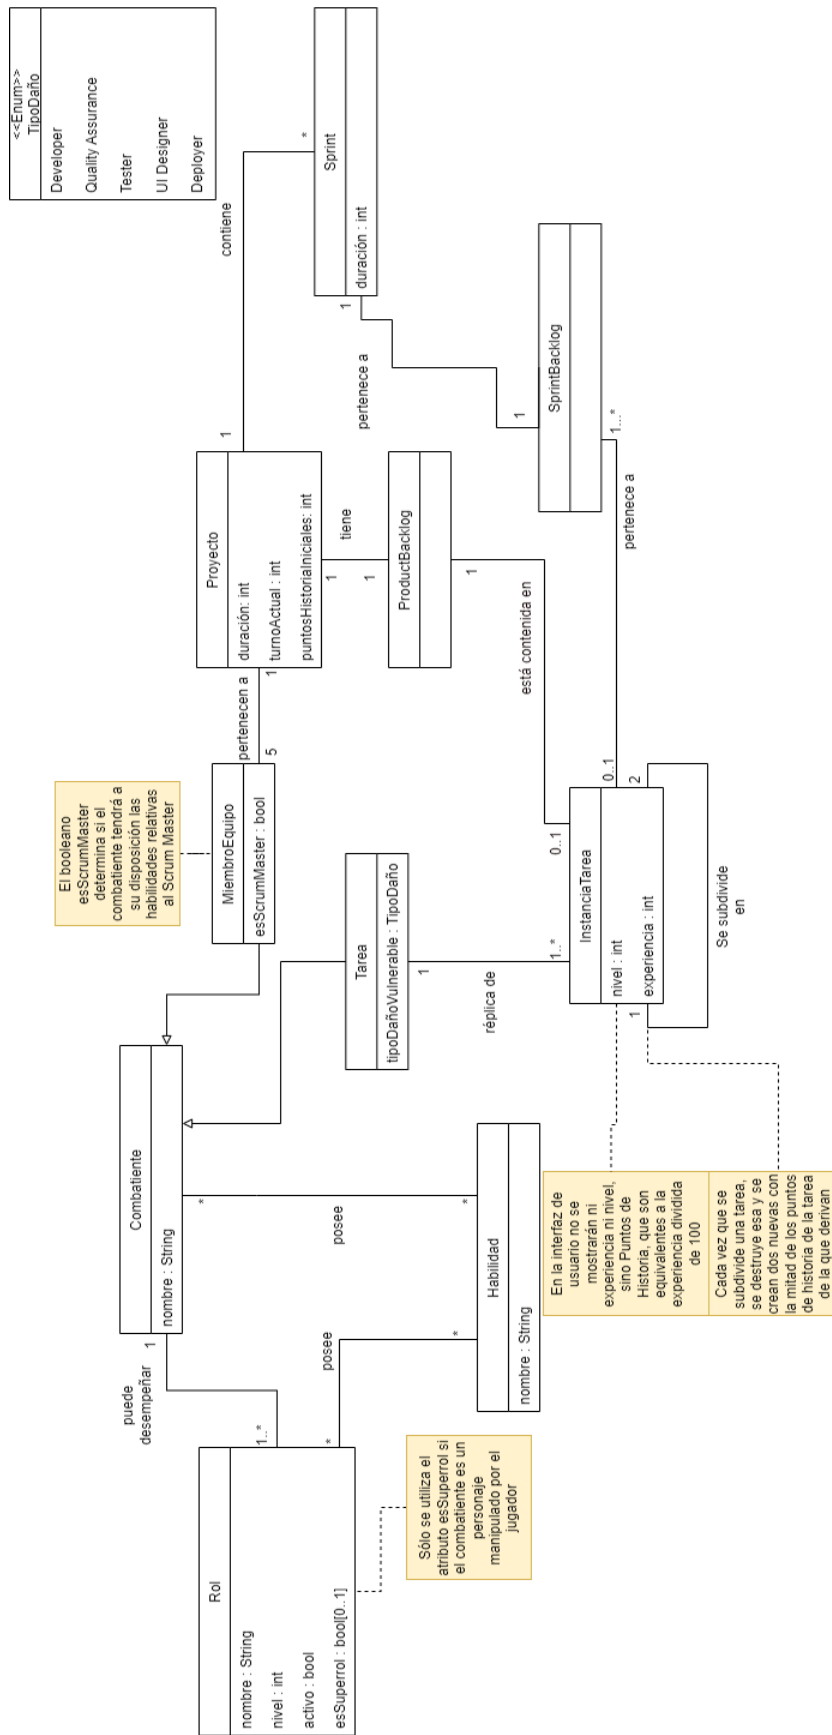 <<Enum>>
TipoDaño
Developer
Quality Assurance
Tester
UI Designer
Deployer
Sprint
duración : int
contiene
*
1
1
pertenece a
1
SprintBacklog
1...*
pertenece a
0..1
Proyecto
duración: int
turnoActual : int
puntosHistoriaIniciales: int
1
tiene
1
ProductBacklog
1
está contenida en
0..1
pertenecen a
1
5
El booleano
esScrumMaster
determina si el
combatiente tendrá a
su disposición las
habilidades relativas
al Scrum Master
MiembroEquipo
esScrumMaster : bool
Tarea
tipoDañoVulnerable : TipoDaño
1
réplica de
1..*
InstanciaTarea
nivel : int
experiencia : int
2
1
Se subdivide
en
Combatiente
nombre : String
*
posee
*
Habilidad
nombre : String
En la interfaz de
usuario no se
mostrarán ni
experiencia ni nivel,
sino Puntos de
Historia, que son
equivalentes a la
experiencia dividida
de 100
Cada vez que se
subdivide una tarea,
se destruye esa y se
crean dos nuevas con
la mitad de los puntos
de historia de la tarea
de la que derivan
puede
desempeñar
1
1..*
posee
*
*
Rol
nombre : String
nivel : int
activo : bool
esSuperrol : bool[0..1]
Sólo se utiliza el
atributo esSuperrol si
el combatiente es un
personaje
manipulado por el
jugador